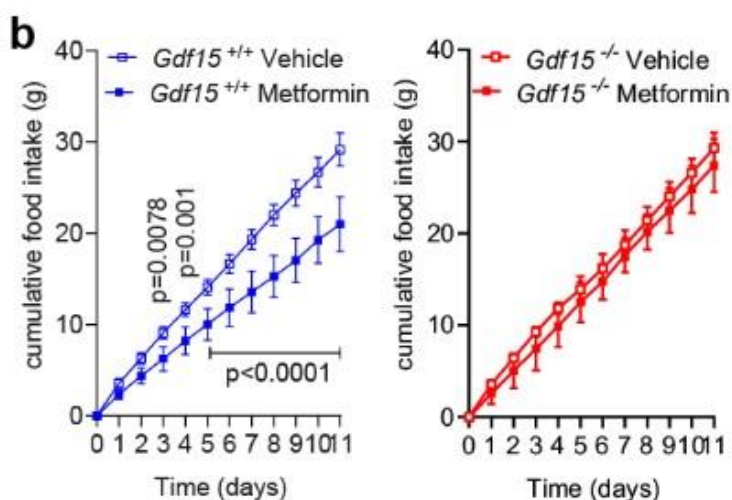 b
Gdf15 +/+ Vehicle
Gdf15 +/+ Metformin
cumulative food intake (g)
40
30
20
10
0
p=0.0078
p=0.001
p<0.0001
0 1 2 3 4 5 6 7 8 9 10 11
Time (days)
Gdf15 -/- Vehicle
Gdf15 -/- Metformin
cumulative food intake (g)
40
30
20
10
0
0 1 2 3 4 5 6 7 8 9 10 11
Time (days)